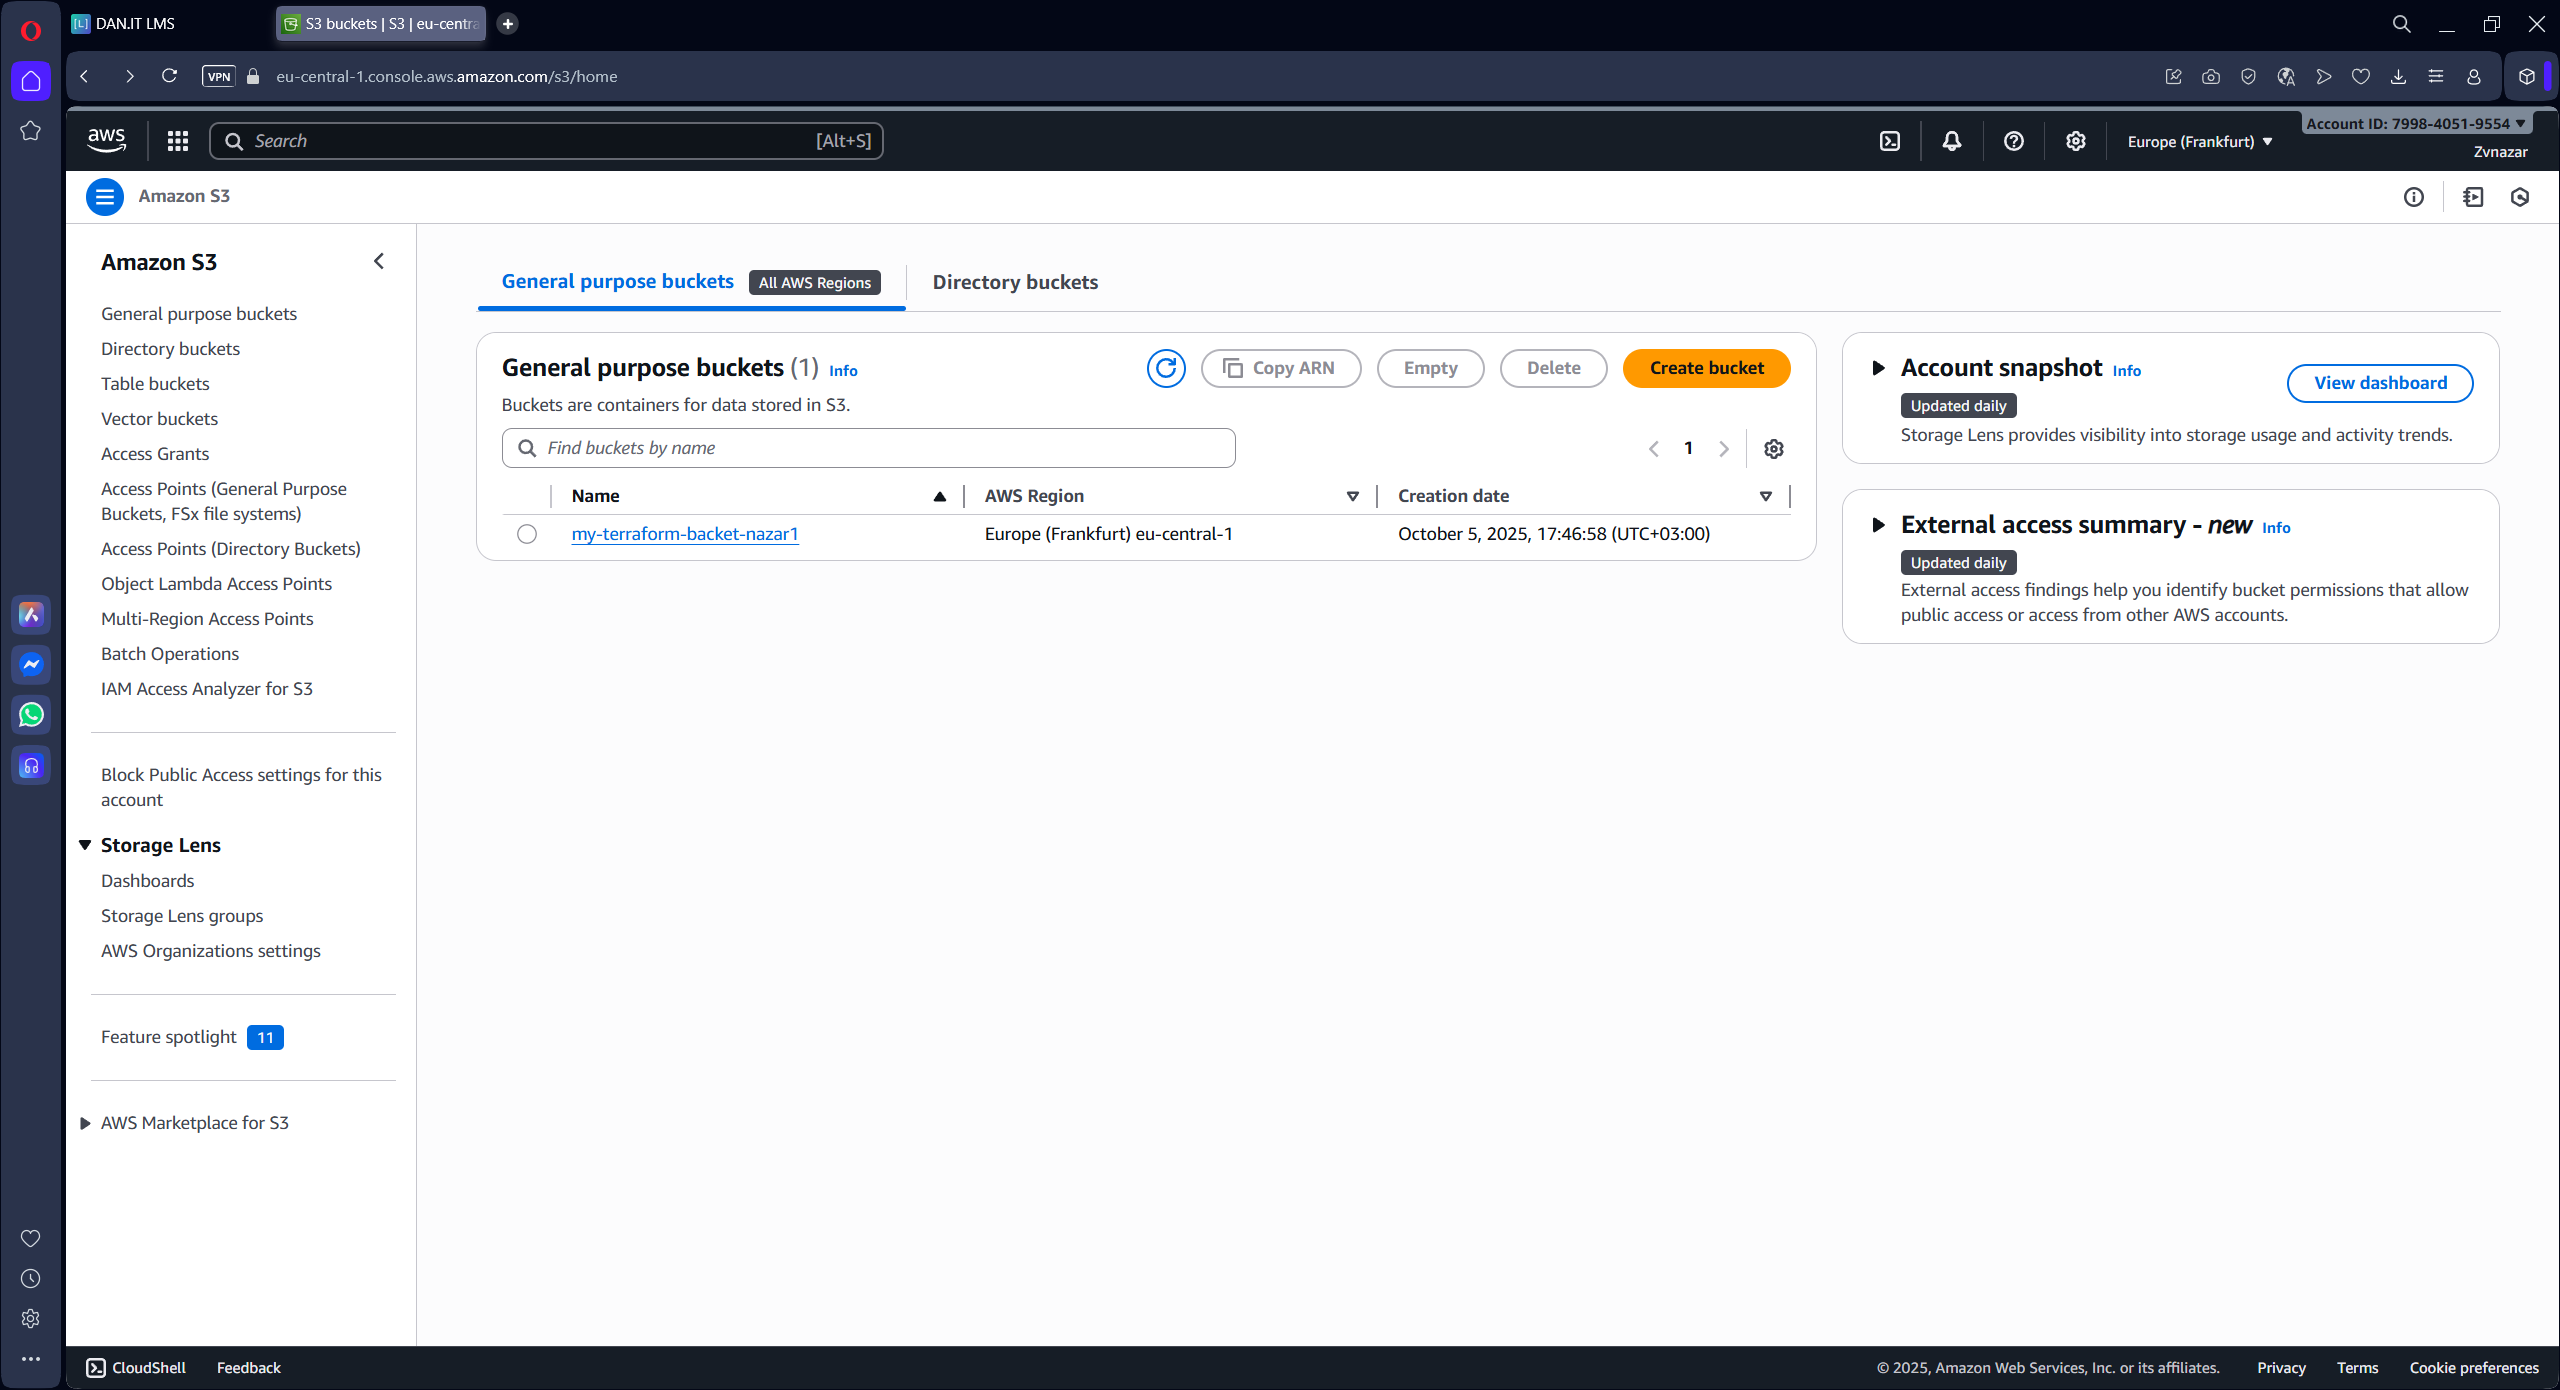 [L] DAN.IT LMS
S3 buckets | S3 | eu-centra
VPN
eu-central-1.console.aws.amazon.com/s3/home
aws
Search [Alt+S]
Europe (Frankfurt)
Account ID: 7998-4051-9554
Zvnazar
Amazon S3
Amazon S3
General purpose buckets
Directory buckets
Table buckets
Vector buckets
Access Grants
Access Points (General Purpose
Buckets, FSx file systems)
Access Points (Directory Buckets)
Object Lambda Access Points
Multi-Region Access Points
Batch Operations
IAM Access Analyzer for S3
Block Public Access settings for this
account
Storage Lens
Dashboards
Storage Lens groups
AWS Organizations settings
Feature spotlight 11
AWS Marketplace for S3
General purpose buckets All AWS Regions
Directory buckets
General purpose buckets (1) Info
Copy ARN
Empty
Delete
Create bucket
Buckets are containers for data stored in S3.
Find buckets by name
1
Name AWS Region Creation date
my-terraform-backet-nazar1 Europe (Frankfurt) eu-central-1 October 5, 2025, 17:46:58 (UTC+03:00)
Account snapshot Info
View dashboard
Updated daily
Storage Lens provides visibility into storage usage and activity trends.
External access summary - new Info
Updated daily
External access findings help you identify bucket permissions that allow
public access or access from other AWS accounts.
CloudShell Feedback
© 2025, Amazon Web Services, Inc. or its affiliates. Privacy Terms Cookie preferences